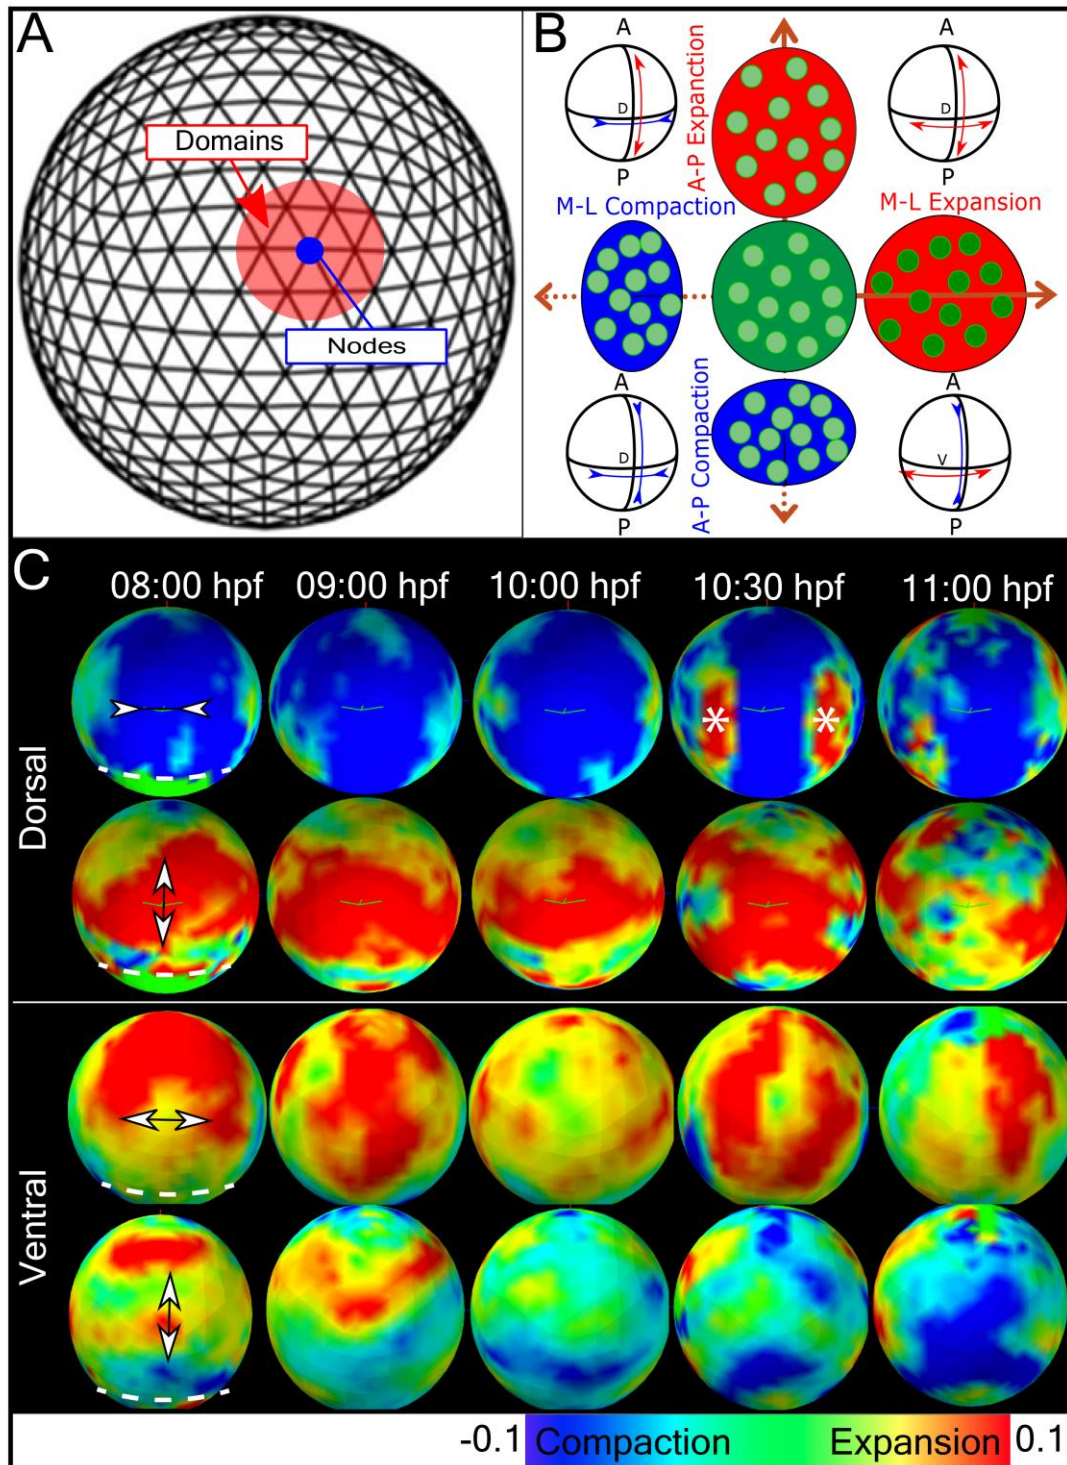 A
Domains
Nodes
B
A
D
P
A-P Expanction
A
D
P
M-L Compaction
M-L Expansion
A
D
P
A-P Compaction
A
V
P
C
08:00 hpf
09:00 hpf
10:00 hpf
10:30 hpf
11:00 hpf
Dorsal
*
*
Ventral
-0.1
Compaction
Expansion
0.1